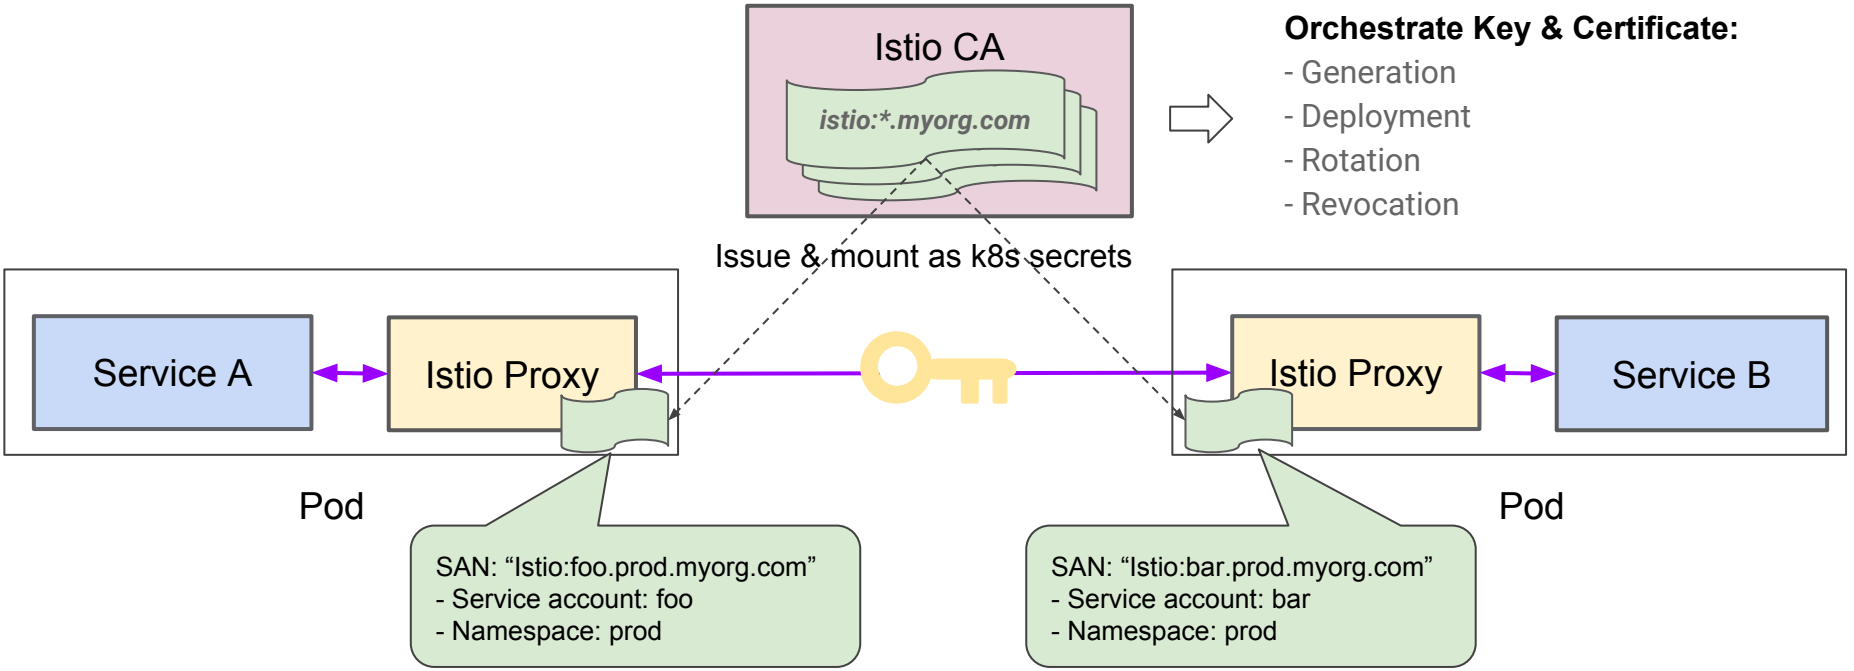 Istio CA
istio:*.myorg.com
Orchestrate Key & Certificate:
- Generation
- Deployment
- Rotation
- Revocation
Issue & mount as k8s secrets
Service A
Istio Proxy
Istio Proxy
Service B
Pod
Pod
SAN: “Istio:foo.prod.myorg.com”
- Service account: foo
- Namespace: prod
SAN: “Istio:bar.prod.myorg.com”
- Service account: bar
- Namespace: prod